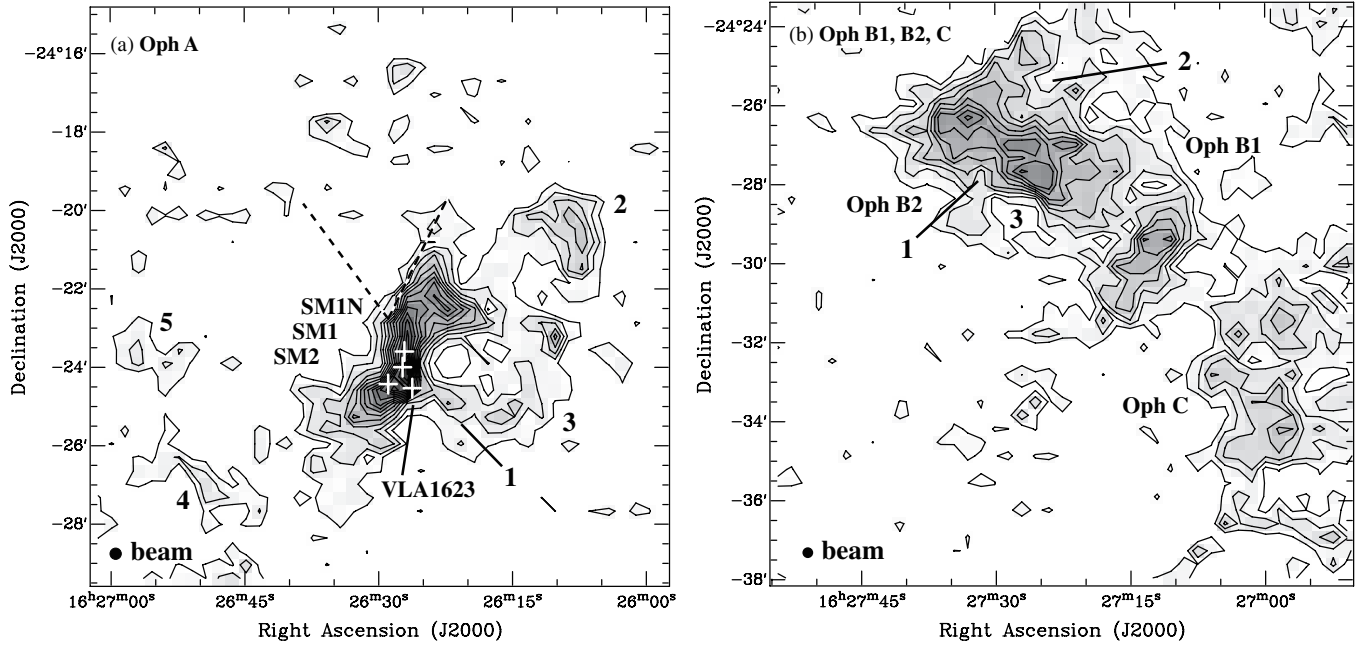 (a) Oph A
-24°16'
-18'
-20'
-22'
-24'
-26'
-28'
Declination (J2000)
2
SM1N
SM1
SM2
5
3
4
1
VLA1623
beam
16ʰ27ᵐ00ˢ
26ᵐ45ˢ
26ᵐ30ˢ
26ᵐ15ˢ
26ᵐ00ˢ
Right Ascension (J2000)
(b) Oph B1, B2, C
-24°24'
-26'
-28'
-30'
-32'
-34'
-36'
-38'
Declination (J2000)
2
Oph B1
Oph B2
3
1
Oph C
beam
16ʰ27ᵐ45ˢ
27ᵐ30ˢ
27ᵐ15ˢ
27ᵐ00ˢ
Right Ascension (J2000)